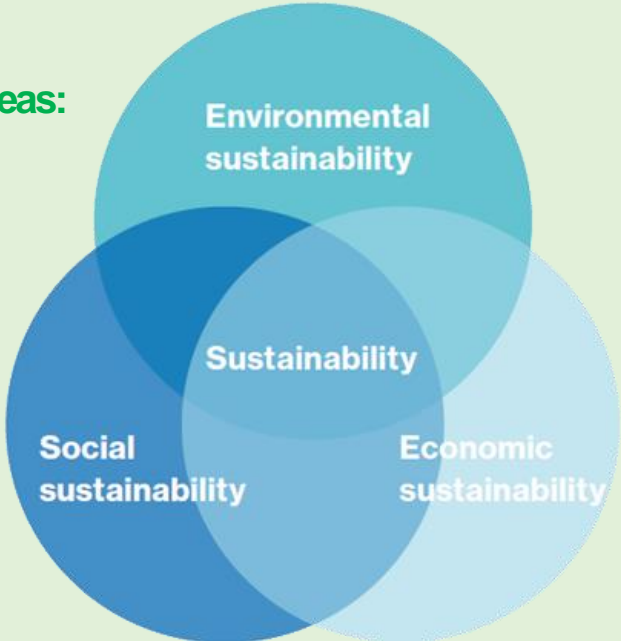 eas:
Environmental
sustainability
Sustainability
Social
sustainability
Economic
sustainability